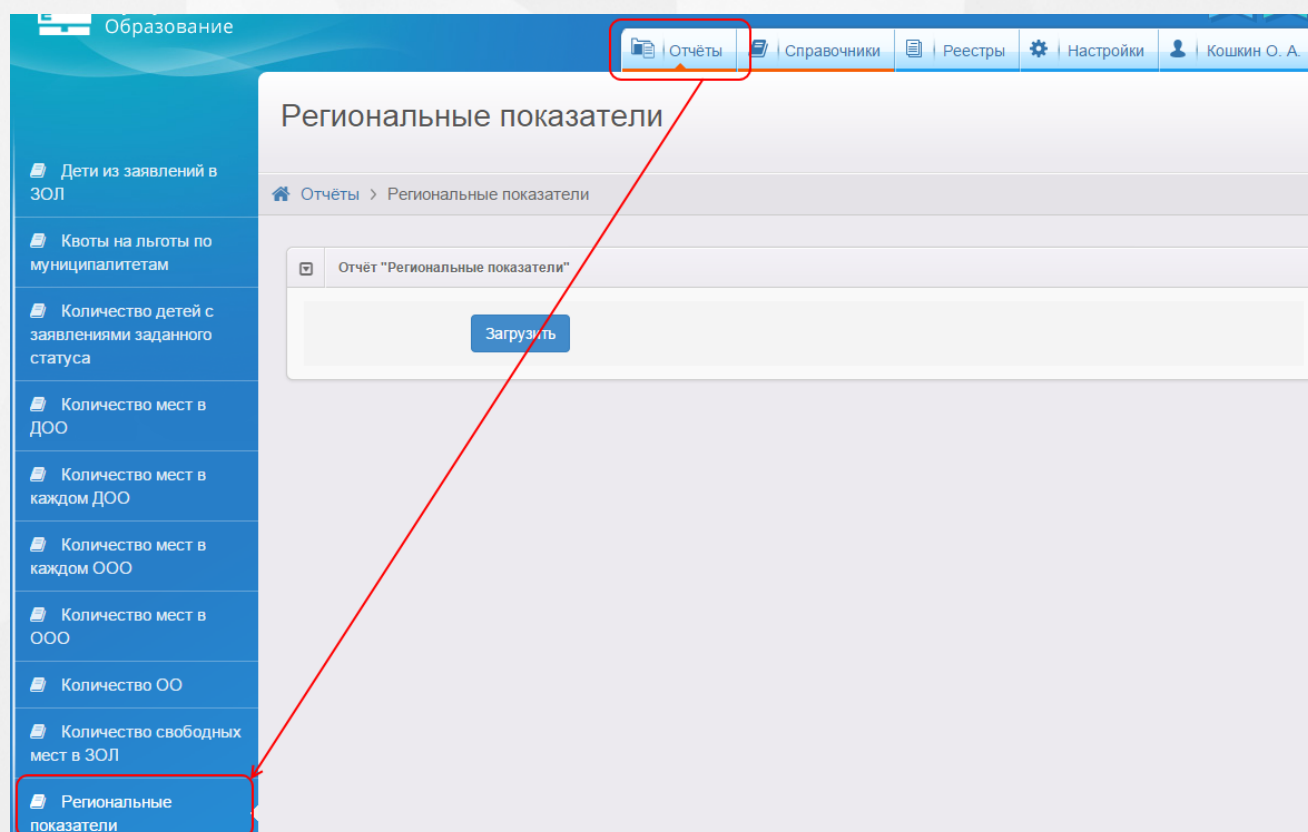 Образование
Отчёты
Справочники
Реестры
Настройки
Кошкин О. А.
Региональные показатели
Отчёты > Региональные показатели
Отчёт "Региональные показатели"
Загрузить
Дети из заявлений в
ЗОЛ
Квоты на льготы по
муниципалитетам
Количество детей с
заявлениями заданного
статуса
Количество мест в
ДОО
Количество мест в
каждом ДОО
Количество мест в
каждом ООО
Количество мест в
ООО
Количество ОО
Количество свободных
мест в ЗОЛ
Региональные
показатели